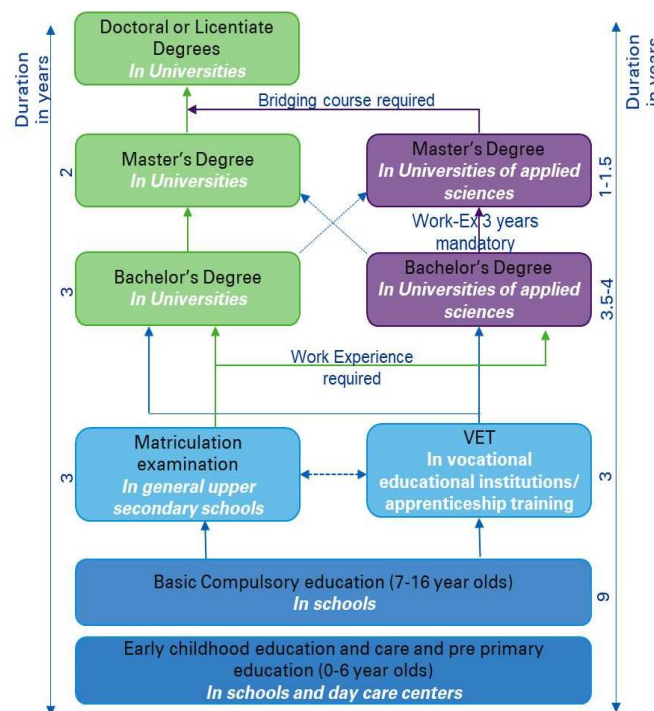 Duration
in years
Duration
in years
Doctoral or Licentiate
Degrees
In Universities
Bridging course required
2
Master's Degree
In Universities
Master's Degree
In Universities of applied
sciences
1-1.5
Work-Ex 3 years
mandatory
3
Bachelor's Degree
In Universities
Bachelor's Degree
In Universities of applied
sciences
3.5-4
Work Experience
required
3
Matriculation
examination
In general upper
secondary schools
VET
In vocational
educational institutions/
apprenticeship training
3
Basic Compulsory education (7-16 year olds)
In schools
9
Early childhood education and care and pre primary
education (0-6 year olds)
In schools and day care centers